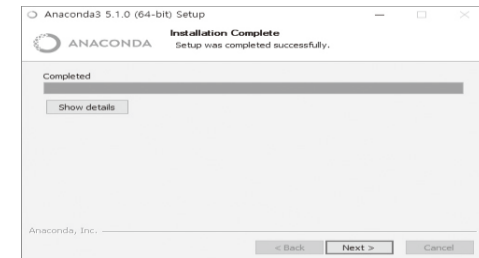 Anaconda3 5.1.0 (64-bit) Setup
Installation Complete
ANACONDA
Setup was completed successfully.
Completed
Show details
Anaconda, Inc.
< Back
Next >
Cancel